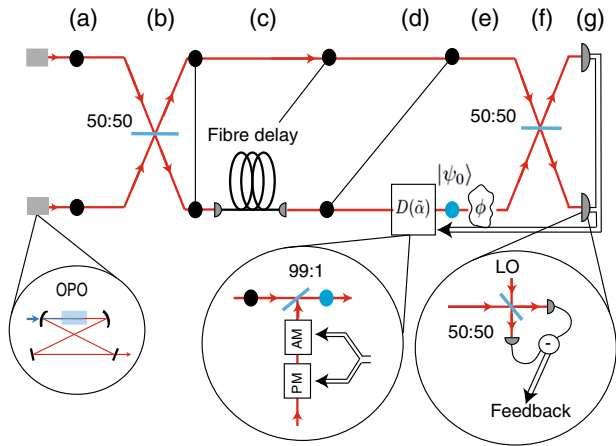 (a) (b) (c) (d) (e) (f) (g)
50:50
50:50
Fibre delay
|ψ₀⟩
D(α̃)
ϕ
OPO
99:1
AM
PM
LO
50:50
-
Feedback